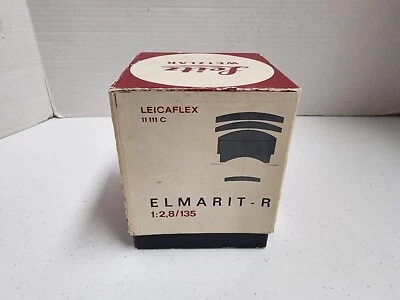 Leitz
WETZLAR
LEICAFLEX
11 111 C
ELMARIT-R
1:2,8/135